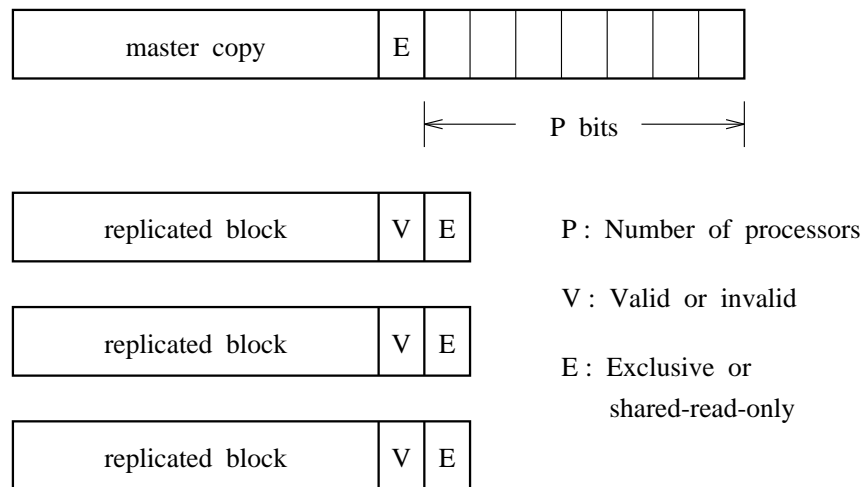 master copy E
P bits
replicated block V E
P : Number of processors
V : Valid or invalid
replicated block V E
E : Exclusive or
shared-read-only
replicated block V E